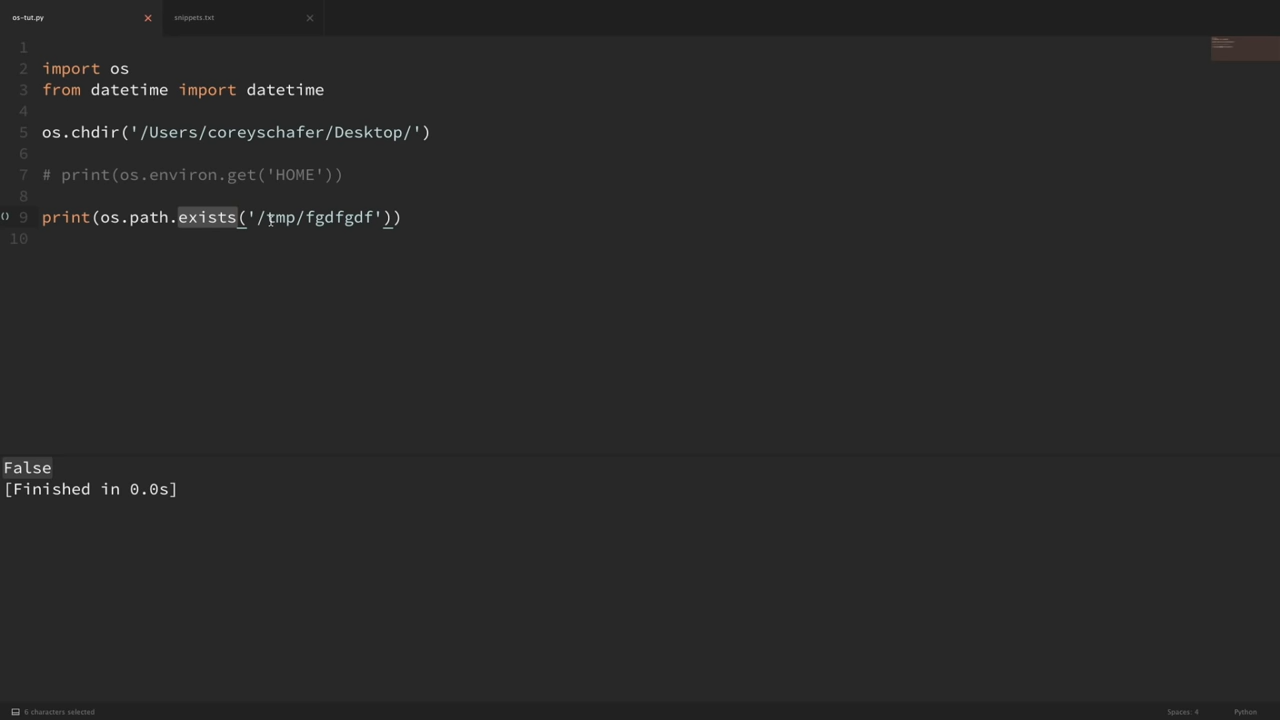 os-tut.py
snippets.txt
1
2 import os
3 from datetime import datetime
4
5 os.chdir('/Users/coreyschafer/Desktop/')
6
7 # print(os.environ.get('HOME'))
8
() 9 print(os.path.exists('/tmp/fgdfgdf'))
10
False
[Finished in 0.0s]
6 characters selected
Spaces: 4
Python